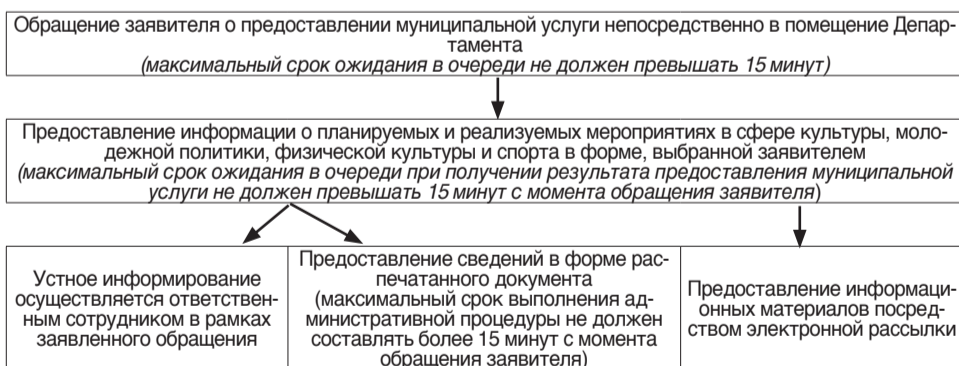 Обращение заявителя о предоставлении муниципальной услуги непосредственно в помещение Депар-
тамента
(максимальный срок ожидания в очереди не должен превышать 15 минут)
Предоставление информации о планируемых и реализуемых мероприятиях в сфере культуры, моло-
дежной политики, физической культуры и спорта в форме, выбранной заявителем
(максимальный срок ожидания в очереди при получении результата предоставления муниципальной
услуги не должен превышать 15 минут с момента обращения заявителя)
Устное информирование
осуществляется ответствен-
ным сотрудником в рамках
заявленного обращения
Предоставление сведений в форме рас-
печатанного документа
(максимальный срок выполнения ад-
министративной процедуры не должен
составлять более 15 минут с момента
обращения заявителя)
Предоставление информаци-
онных материалов посред-
ством электронной рассылки